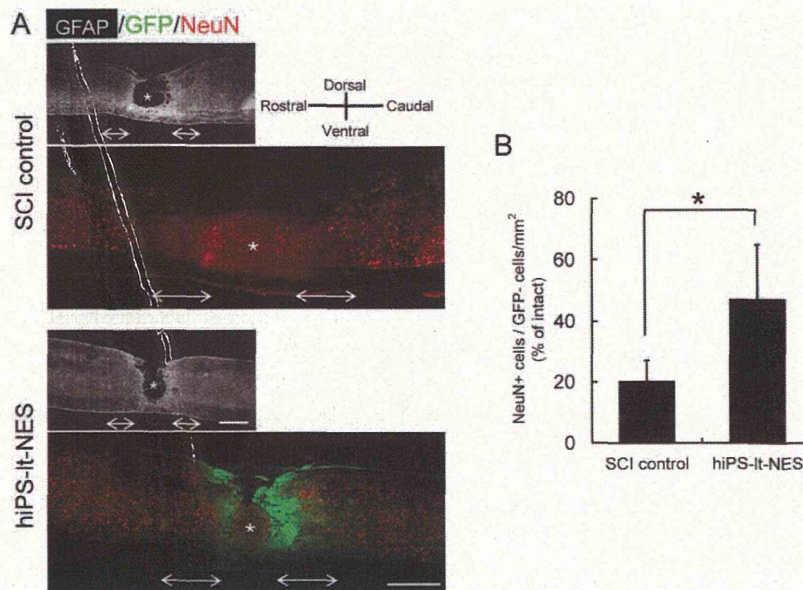 A
GFAP/GFP/NeuN
SCI control
*
*
Dorsal
Rostral
Caudal
Ventral
hiPS-lt-NES
*
*
B
NeuN+ cells / GFP- cells/mm²
(% of intact)
80
60
40
20
0
*
SCI control
hiPS-lt-NES